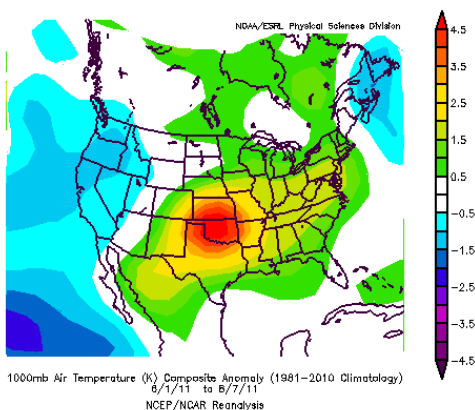 NOAA/ESRL Physical Sciences Division
4.5
3.5
2.5
1.5
0.5
-0.5
-1.5
-2.5
-3.5
-4.5
1000mb Air Temperature (K) Composite Anomaly (1981-2010 Climatology)
6/1/11 to 6/7/11
NCEP/NCAR Reanalysis